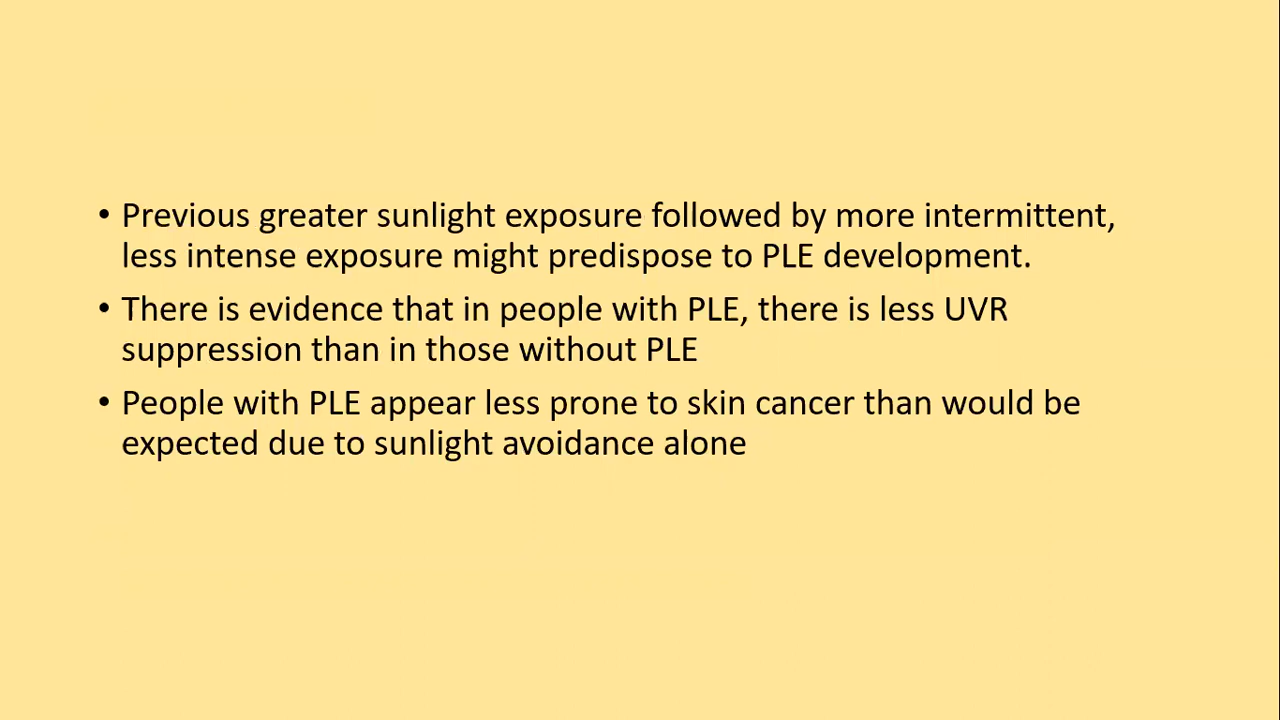 • Previous greater sunlight exposure followed by more intermittent,
less intense exposure might predispose to PLE development.
• There is evidence that in people with PLE, there is less UVR
suppression than in those without PLE
• People with PLE appear less prone to skin cancer than would be
expected due to sunlight avoidance alone